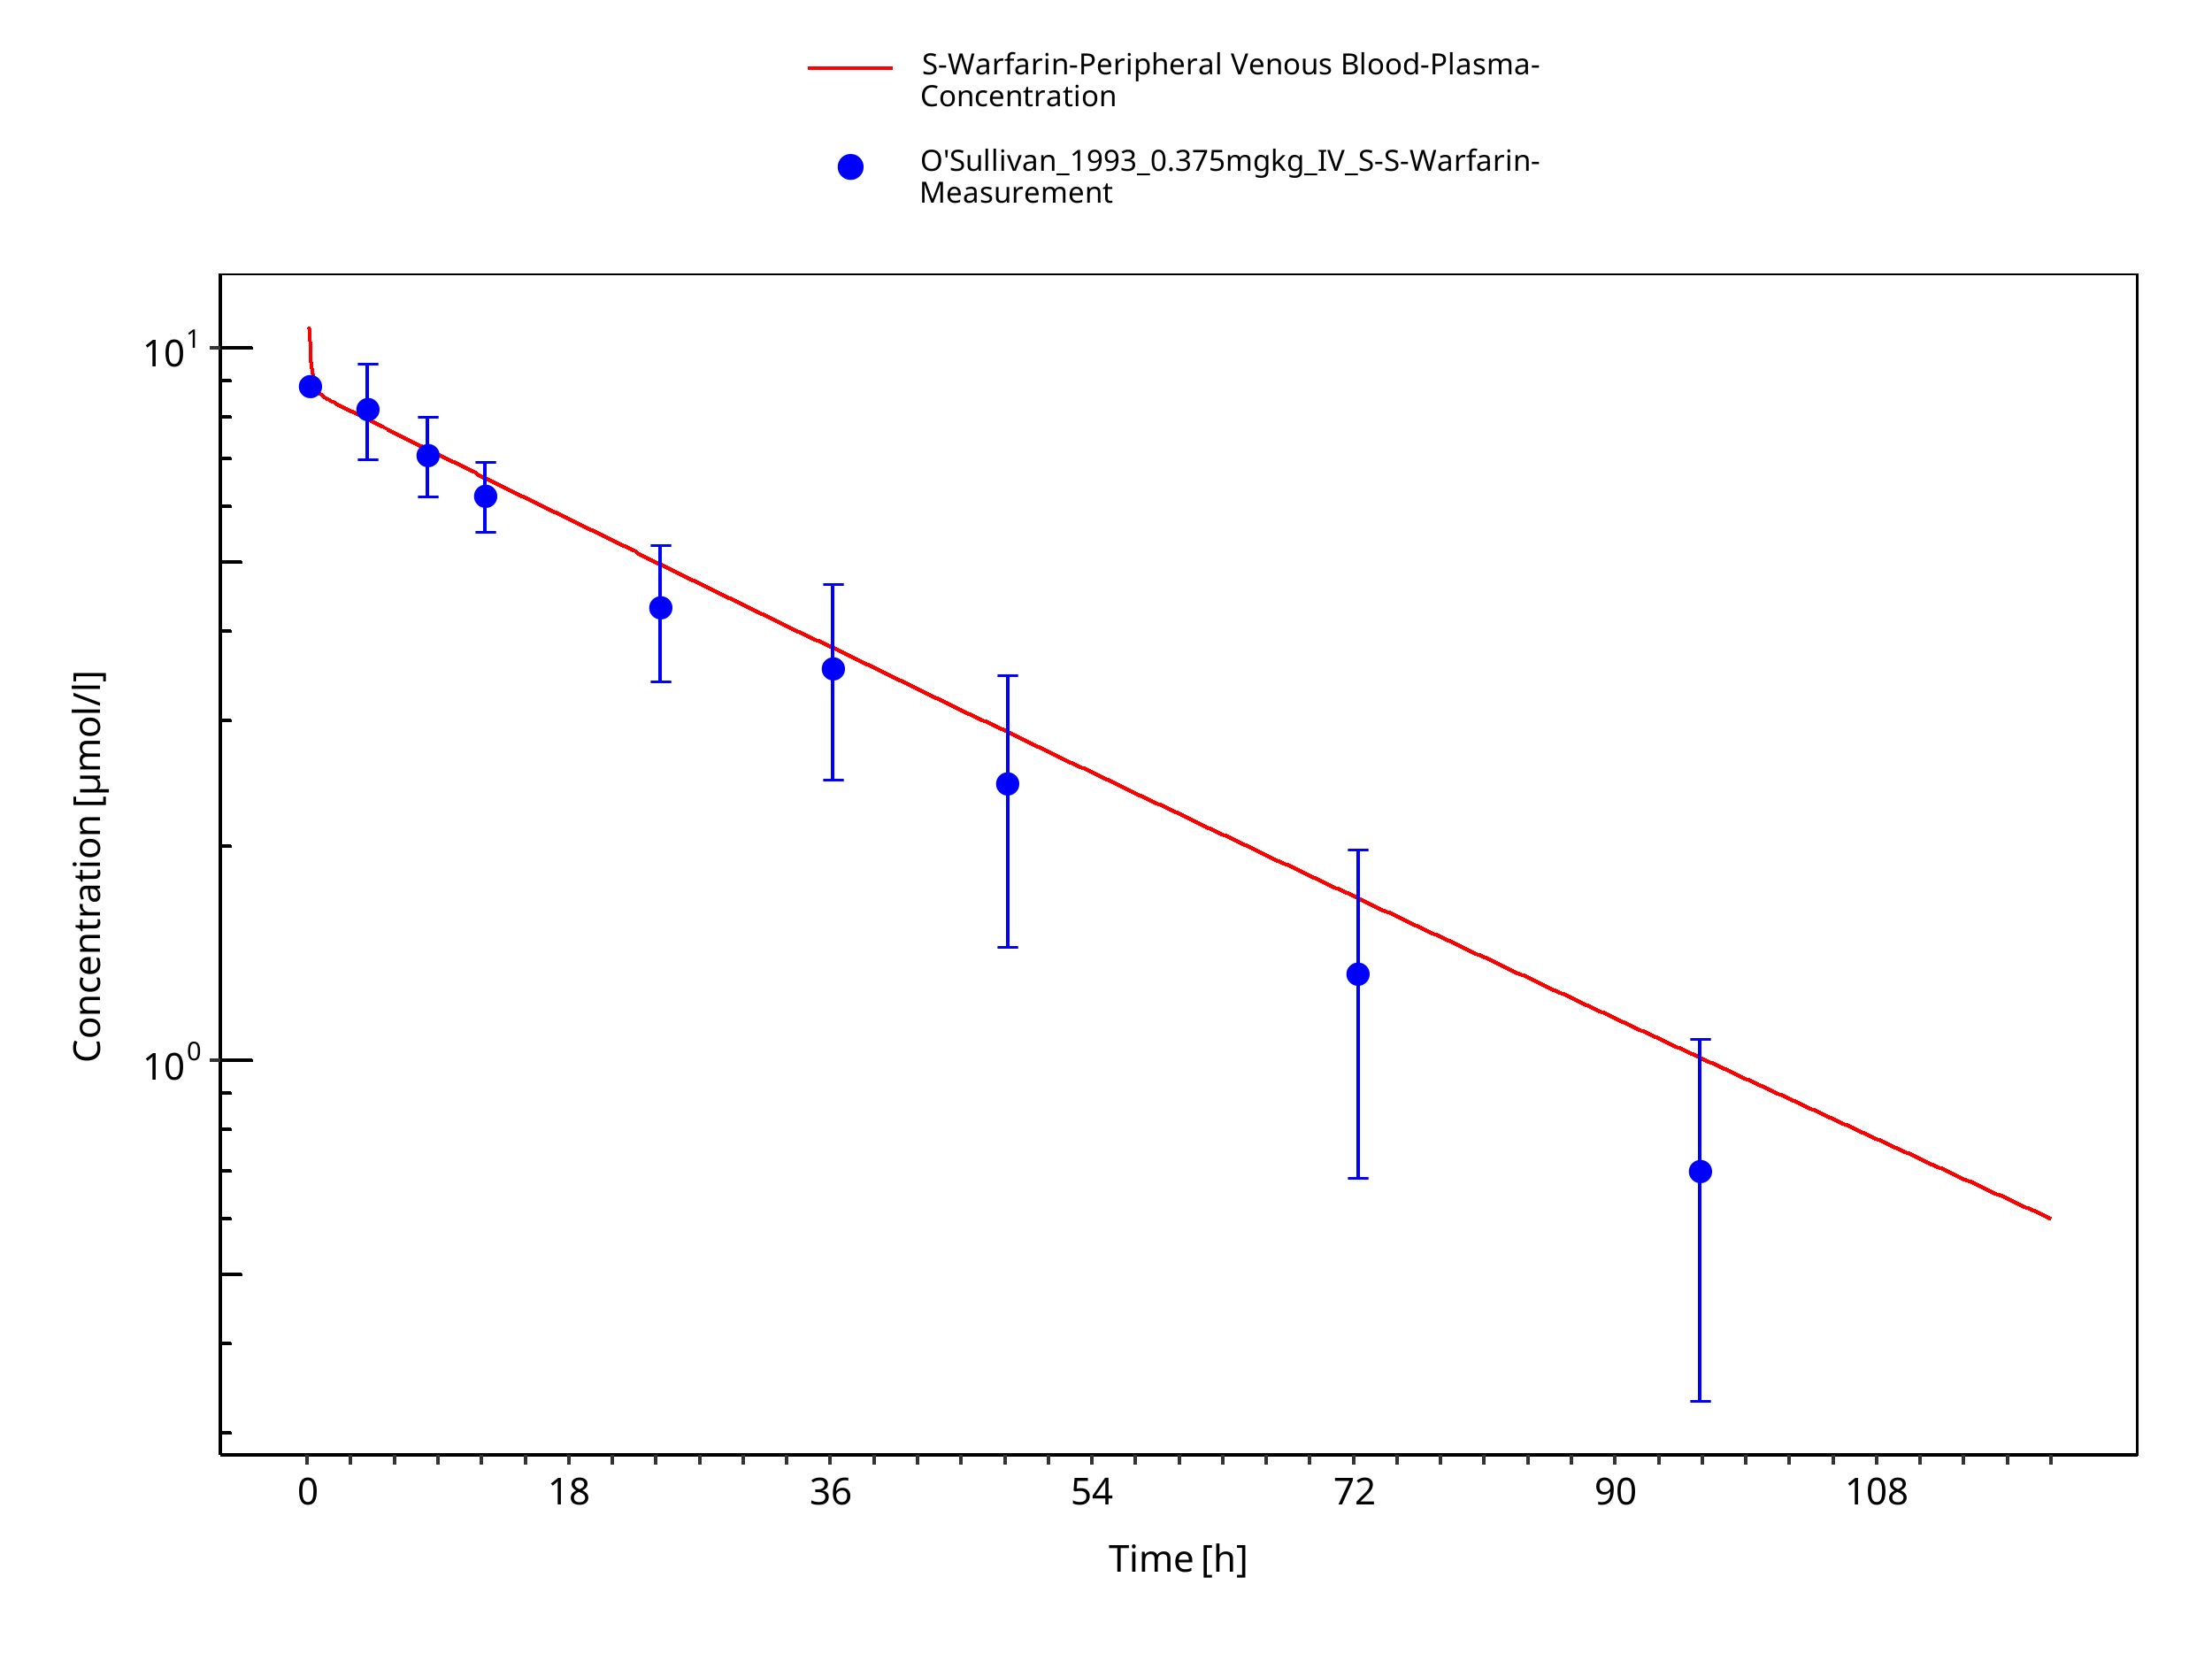 S-Warfarin-Peripheral Venous Blood-Plasma-
Concentration
O'Sullivan_1993_0.375mgkg_IV_S-S-Warfarin-
Measurement
10¹
10⁰
Concentration [µmol/l]
0 18 36 54 72 90 108
Time [h]